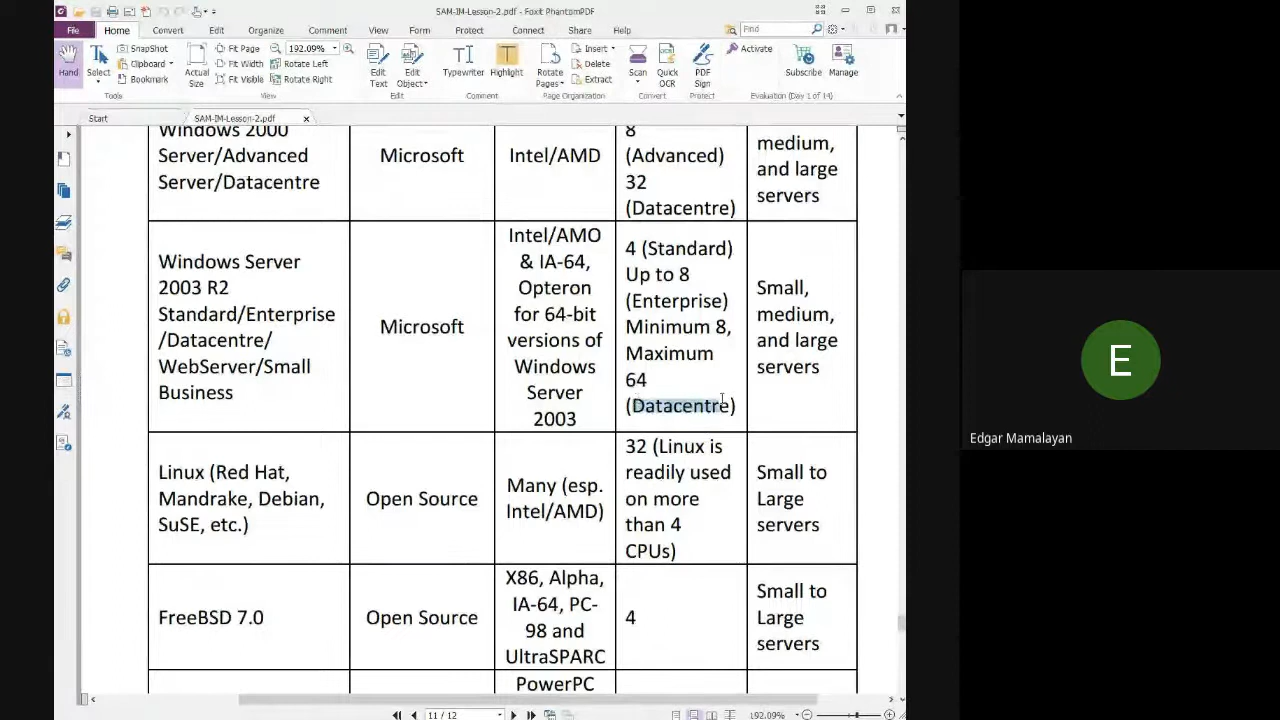 SAM-IM-Lesson-2.pdf - Foxit PhantomPDF
File Home Convert Edit Organize Comment View Form Protect Connect Share Help Find
Hand
Select
SnapShot
Clipboard
Bookmark
Tools
Actual Size
Fit Page
Fit Width
Fit Visible
192.09%
Rotate Left
Rotate Right
View
Edit Text
Edit Object
Edit
Typewriter
Highlight
Comment
Rotate Pages
Insert
Delete
Extract
Page Organization
Scan
Quick OCR
Convert
PDF Sign
Protect
Activate
Subscribe
Manage
Evaluation (Day 1 of 14)
Start SAM-IM-Lesson-2.pdf
Windows 2000
Server/Advanced
Server/Datacentre
Microsoft
Intel/AMD
8
(Advanced)
32
(Datacentre)
medium,
and large
servers
Windows Server
2003 R2
Standard/Enterprise
/Datacentre/
WebServer/Small
Business
Microsoft
Intel/AMO
& IA-64,
Opteron
for 64-bit
versions of
Windows
Server
2003
4 (Standard)
Up to 8
(Enterprise)
Minimum 8,
Maximum
64
(Datacentre)
Small,
medium,
and large
servers
Linux (Red Hat,
Mandrake, Debian,
SuSE, etc.)
Open Source
Many (esp.
Intel/AMD)
32 (Linux is
readily used
on more
than 4
CPUs)
Small to
Large
servers
FreeBSD 7.0
Open Source
X86, Alpha,
IA-64, PC-
98 and
UltraSPARC
4
Small to
Large
servers
PowerPC
11 / 12
192.09%
E
Edgar Mamalayan